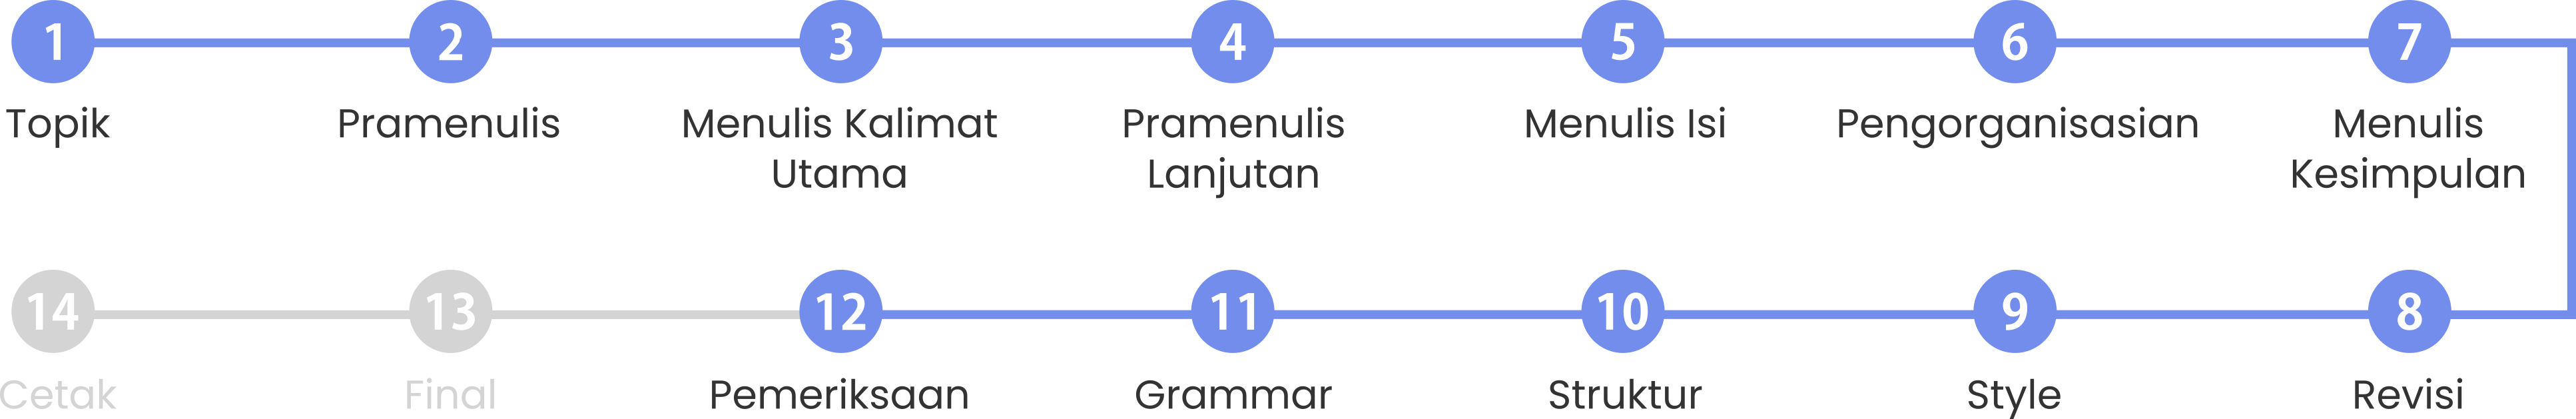 1 2 3 4 5 6 7
Topik Pramenulis Menulis Kalimat Pramenulis Menulis Isi Pengorganisasian Menulis
Utama Lanjutan Kesimpulan
14 13 12 11 10 9 8
Cetak Final Pemeriksaan Grammar Struktur Style Revisi